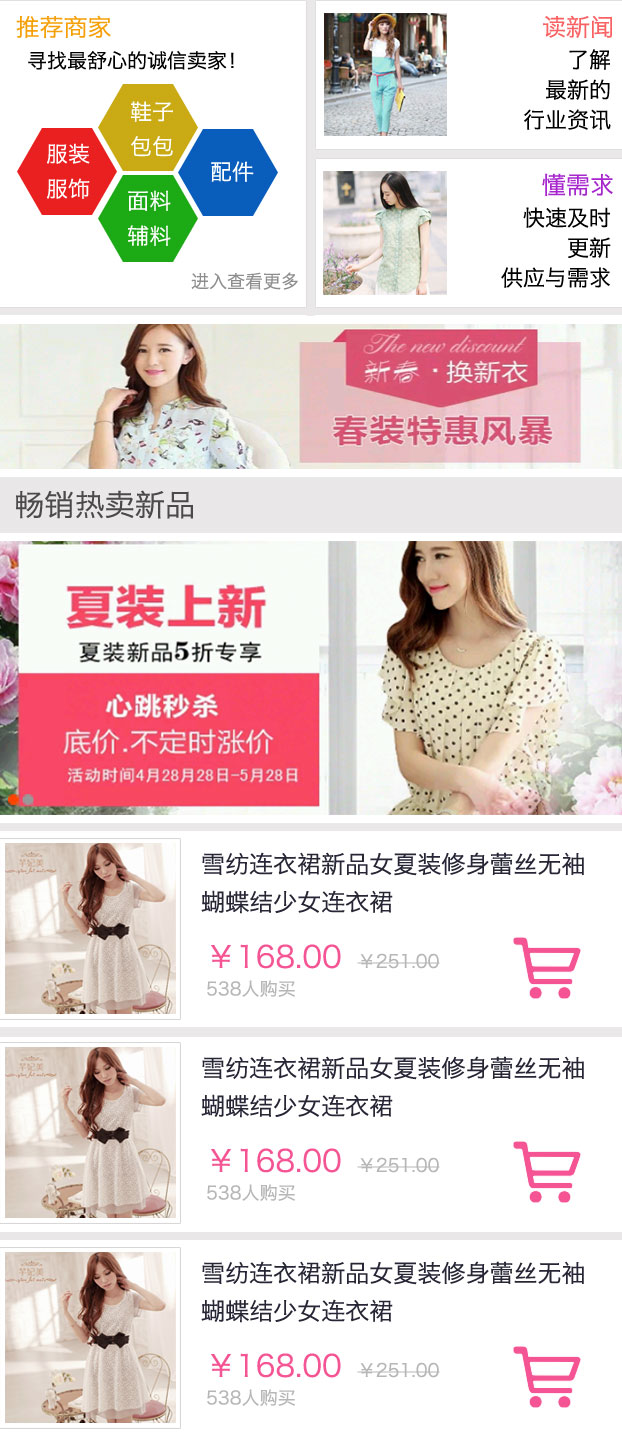 推荐商家
寻找最舒心的诚信卖家！
鞋子
包包
服装
服饰
配件
面料
辅料
进入查看更多
读新闻
了解
最新的
行业资讯
懂需求
快速及时
更新
供应与需求
The new discount
新春·换新衣
春装特惠风暴
畅销热卖新品
夏装上新
夏装新品5折专享
心跳秒杀
底价.不定时涨价
活动时间4月28月28日-5月28日
芊妃美
雪纺连衣裙新品女夏装修身蕾丝无袖
蝴蝶结少女连衣裙
￥168.00 ￥251.00
538人购买
芊妃美
雪纺连衣裙新品女夏装修身蕾丝无袖
蝴蝶结少女连衣裙
￥168.00 ￥251.00
538人购买
芊妃美
雪纺连衣裙新品女夏装修身蕾丝无袖
蝴蝶结少女连衣裙
￥168.00 ￥251.00
538人购买